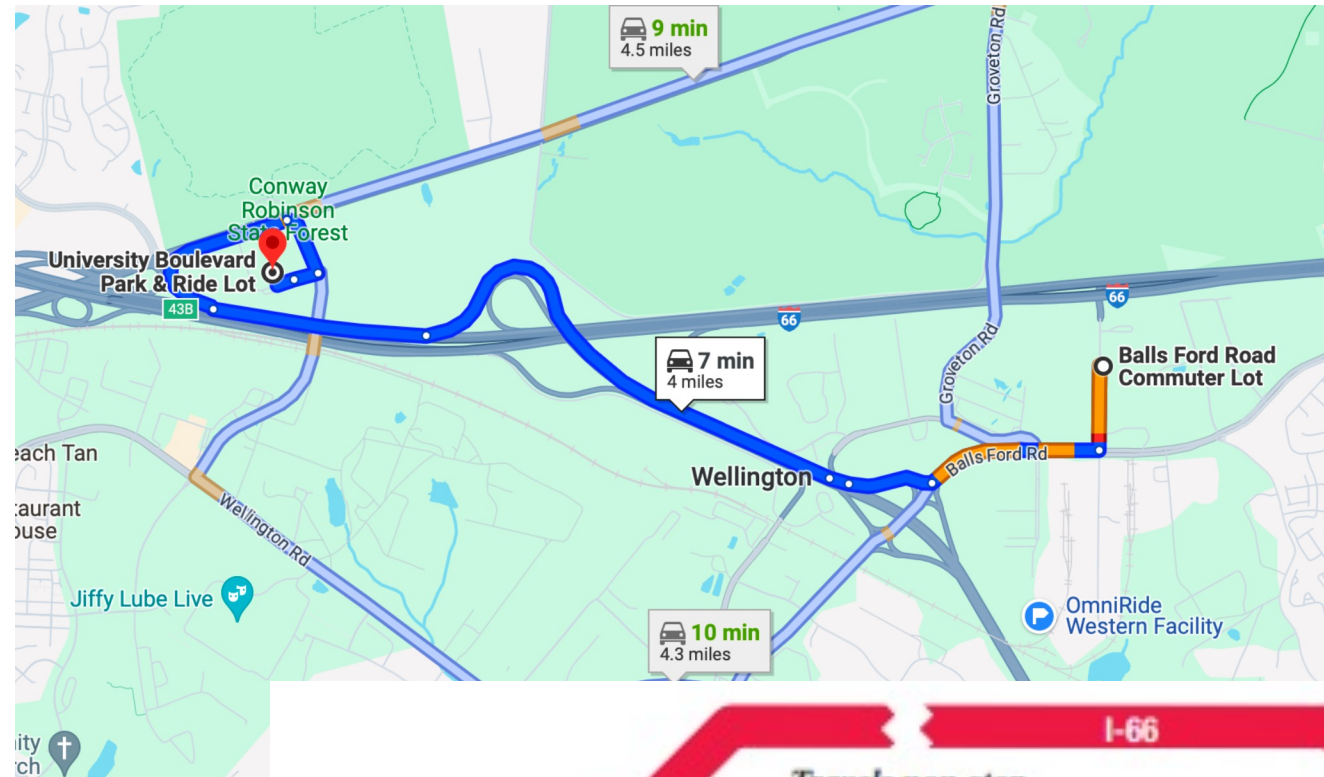 9 min
4.5 miles
Groveton Rd
Conway
Robinson
State Forest
University Boulevard
Park & Ride Lot
43B
66
66
7 min
4 miles
Groveton Rd
Balls Ford Road
Commuter Lot
Balls Ford Rd
Wellington
each Tan
taurant
ouse
Wellington Rd
Jiffy Lube Live
10 min
4.3 miles
OmniRide
Western Facility
ity
rch
I-66